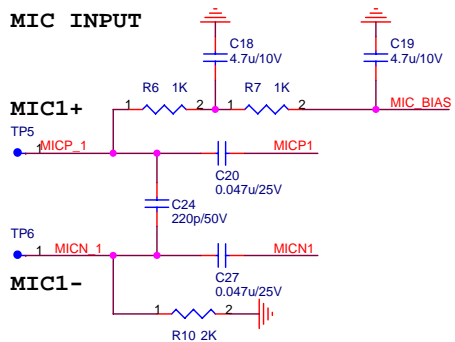 MIC INPUT
C18
4.7u/10V
C19
4.7u/10V
R6 1K
R7 1K
1 2 1 2
MIC_BIAS
MIC1+
TP5
1
MICP_1
MICP1
C20
0.047u/25V
C24
220p/50V
TP6
1
MICN_1
MICN1
C27
0.047u/25V
MIC1-
1 2
R10 2K